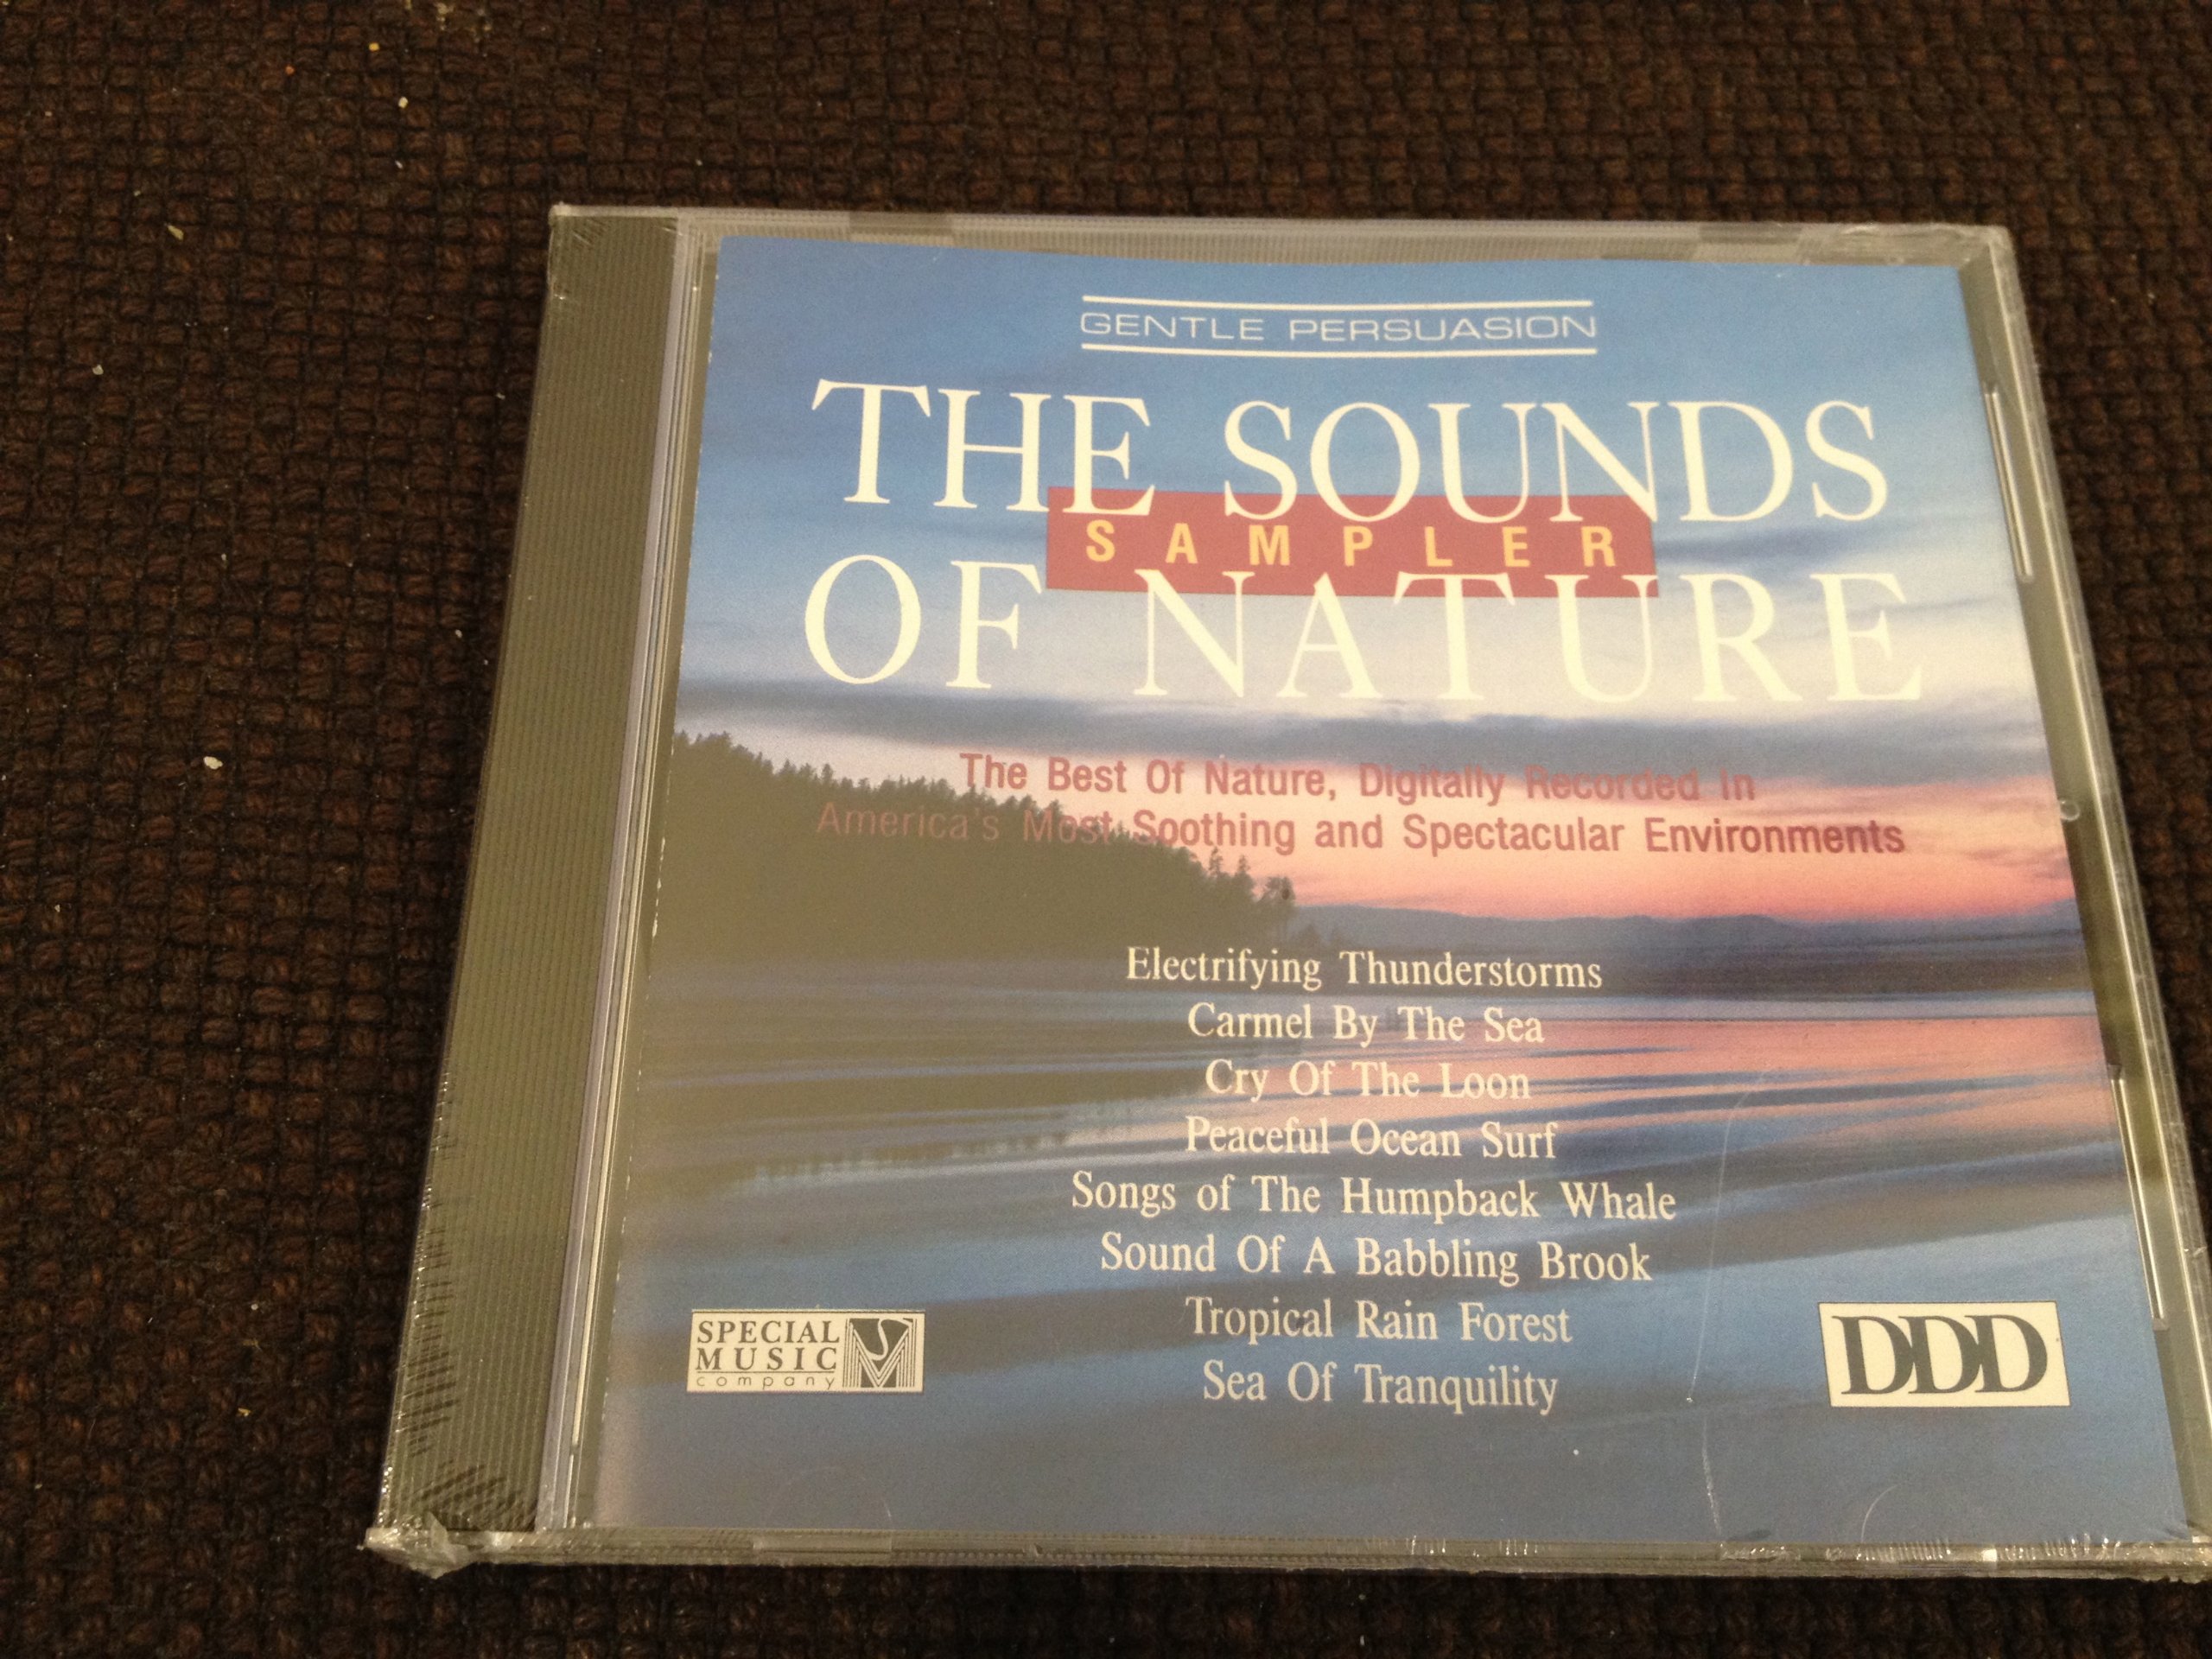 GENTLE PERSUASION
THE SOUNDS
SAMPLER
OF NATURE
The Best Of Nature, Digitally Recorded In
America's Most Soothing and Spectacular Environments
Electrifying Thunderstorms
Carmel By The Sea
Cry Of The Loon
Peaceful Ocean Surf
Songs of The Humpback Whale
Sound Of A Babbling Brook
Tropical Rain Forest
Sea Of Tranquility
SPECIAL
MUSIC
company
DDD